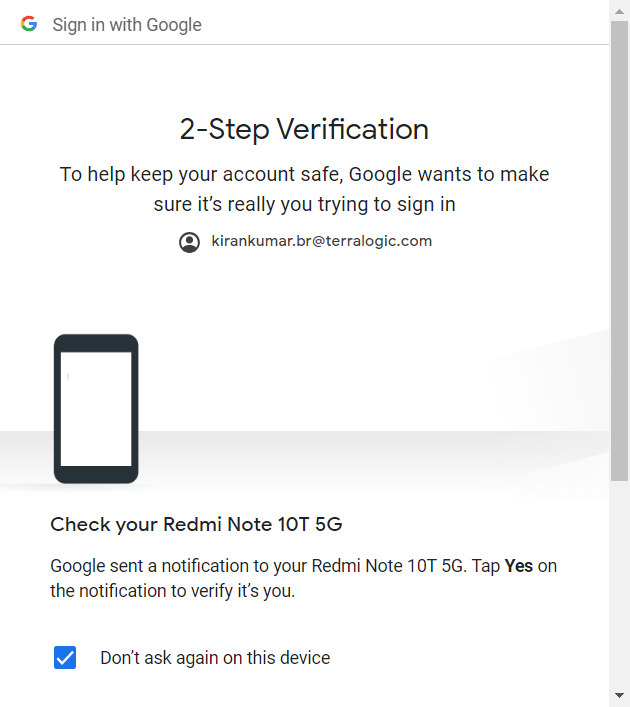 Sign in with Google
2-Step Verification
To help keep your account safe, Google wants to make
sure it’s really you trying to sign in
kirankumar.br@terralogic.com
Check your Redmi Note 10T 5G
Google sent a notification to your Redmi Note 10T 5G. Tap Yes on
the notification to verify it’s you.
Don’t ask again on this device